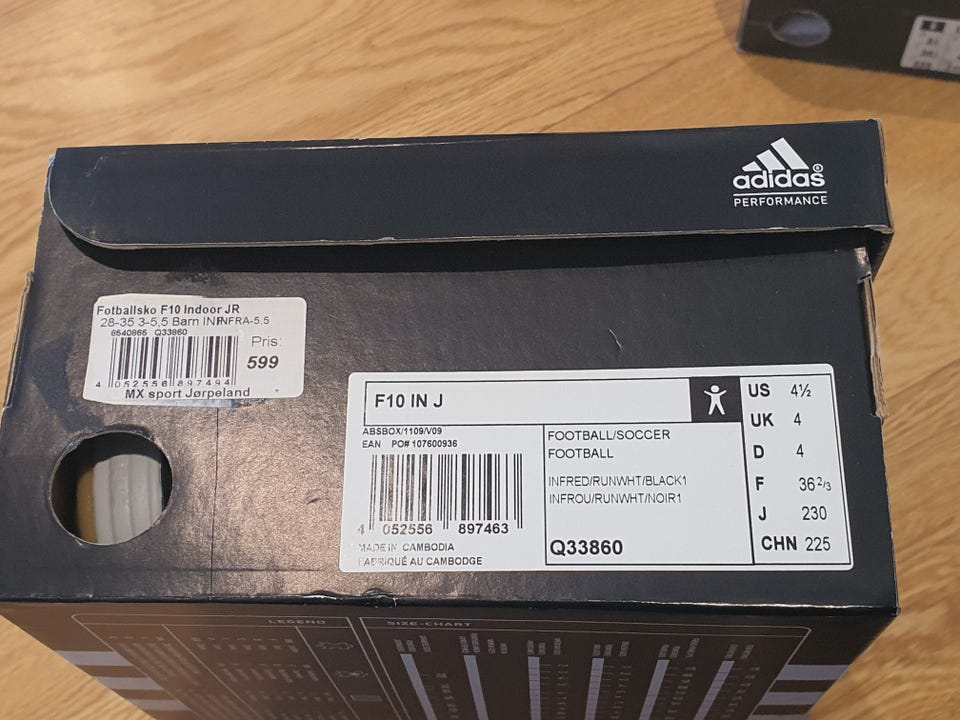 adidas®
PERFORMANCE
Fotballsko F10 Indoor JR
28-35 3-5,5 Barn INFRA-5,5
8540865 Q33860
Pris:
599
4 052556 897494
MX sport Jørpeland
F10 IN J
ABSBOX/1109/V09
EAN PO# 107600936
4 052556 897463
MADE IN CAMBODIA
FABRIQUÉ AU CAMBODGE
FOOTBALL/SOCCER
FOOTBALL
INFRED/RUNWHT/BLACK1
INFROU/RUNWHT/NOIR1
Q33860
US 4½
UK 4
D 4
F 36 2/3
J 230
CHN 225
LEGEND
SIZE-CHART